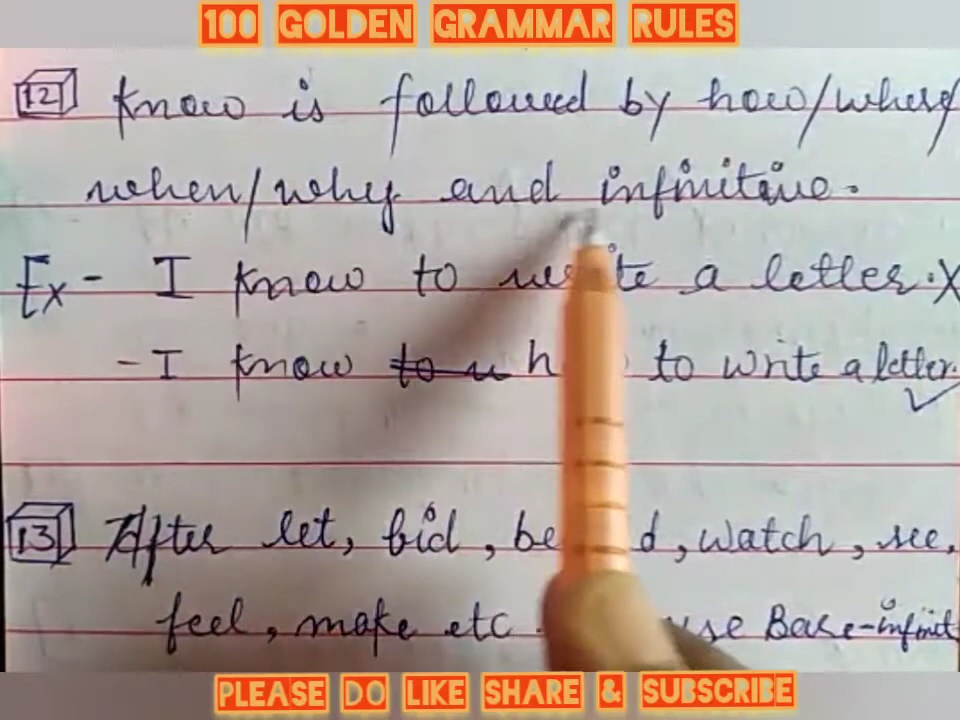 100 GOLDEN GRAMMAR RULES
12 Know is followed by how/where/
when/why and infinitive.
Ex - I know to write a letter. X
- I know to w h to write a letter. ✓
13 After let, bid, watch, see,
feel, make etc use Bare-infinit
PLEASE DO LIKE SHARE & SUBSCRIBE